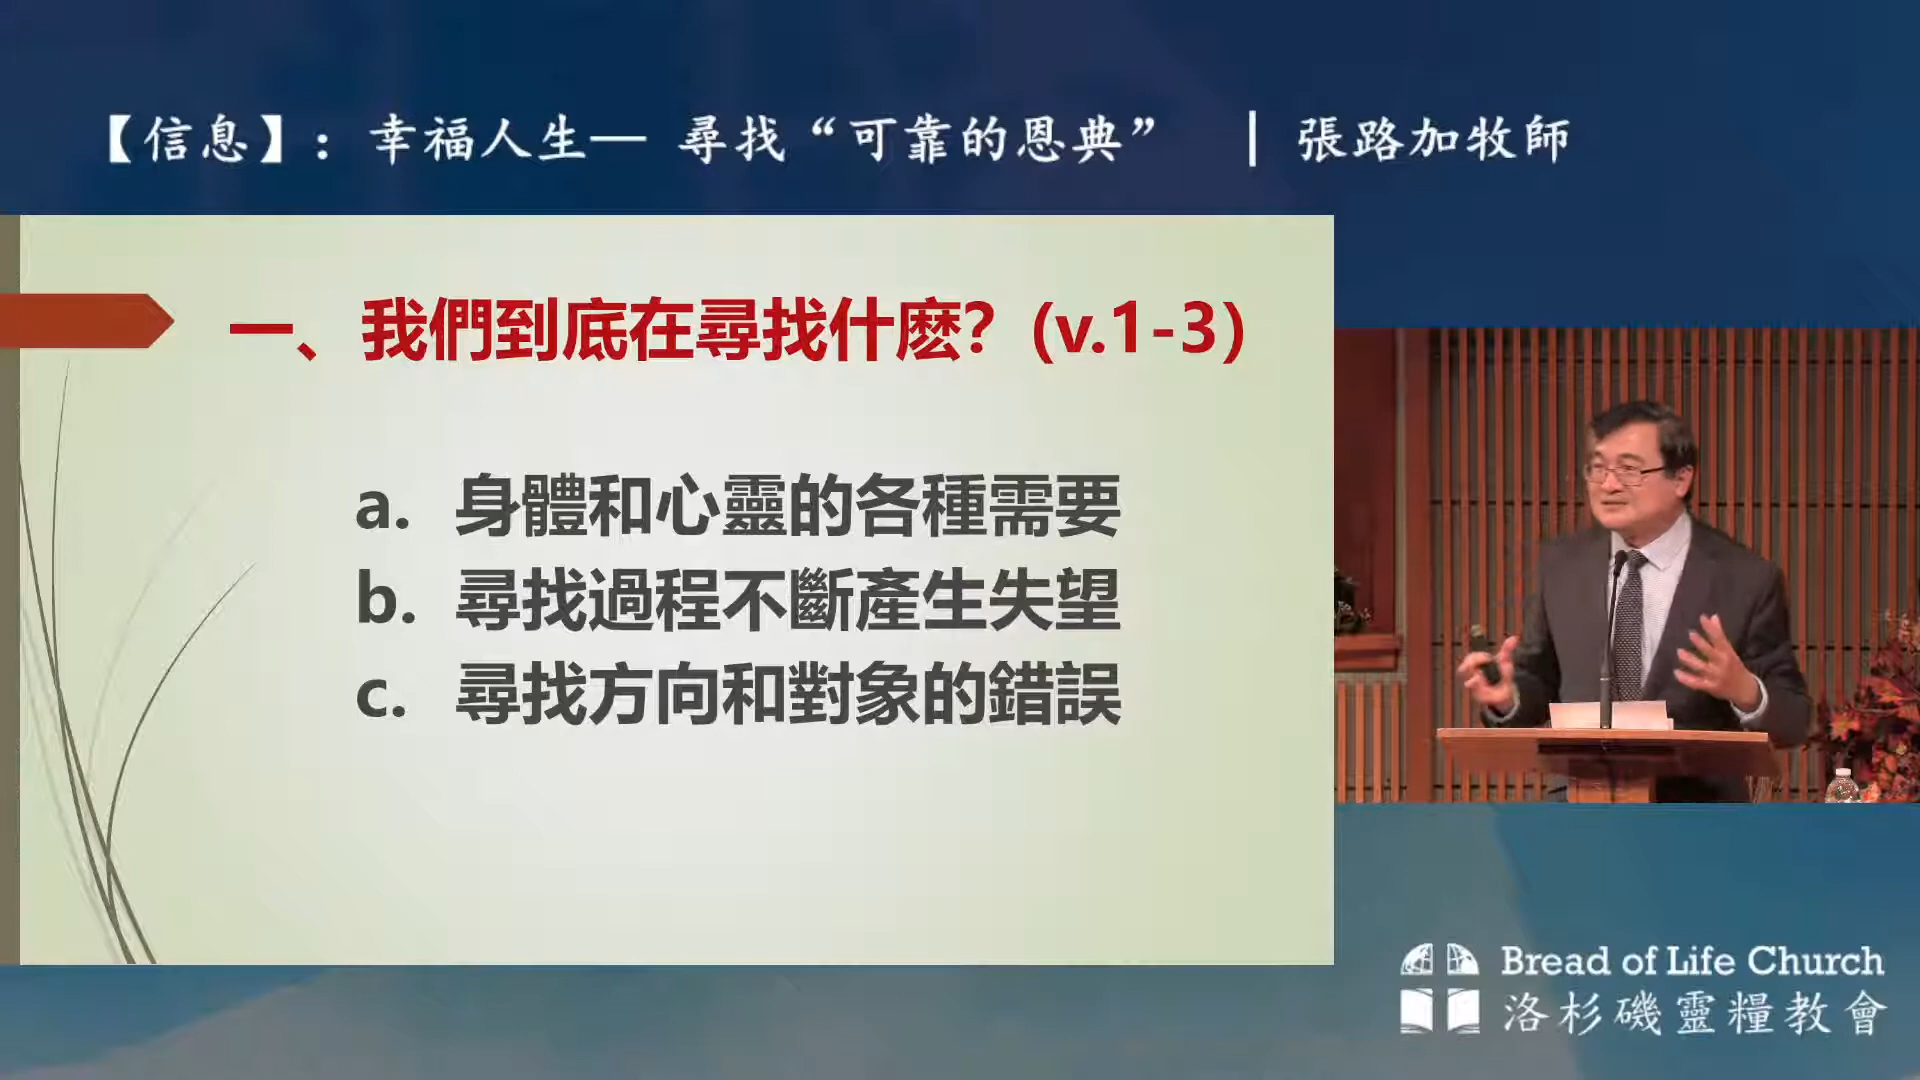 【信息】：幸福人生— 尋找“可靠的恩典” | 張路加牧師
一、我們到底在尋找什麽？(v.1-3)
a. 身體和心靈的各種需要
b. 尋找過程不斷產生失望
c. 尋找方向和對象的錯誤
Bread of Life Church
洛杉磯靈糧教會